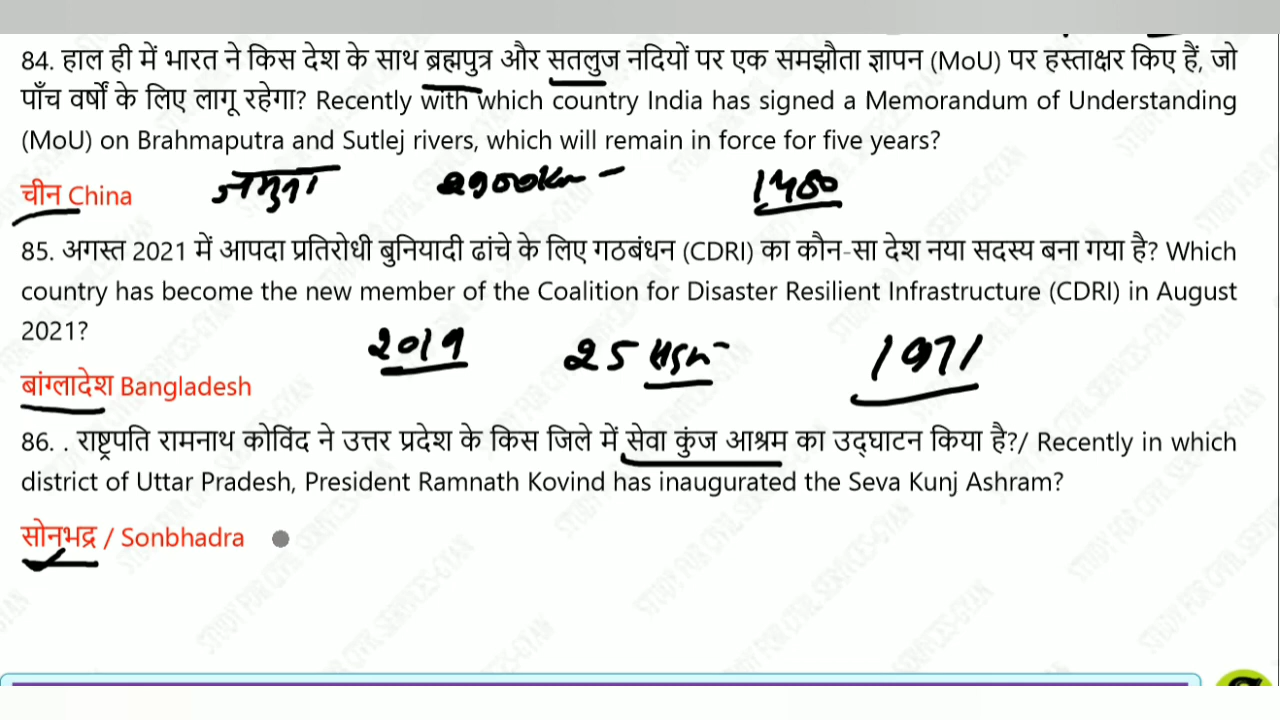 84. हाल ही में भारत ने किस देश के साथ ब्रह्मपुत्र और सतलुज नदियों पर एक समझौता ज्ञापन (MoU) पर हस्ताक्षर किए हैं, जो
पाँच वर्षों के लिए लागू रहेगा? Recently with which country India has signed a Memorandum of Understanding
(MoU) on Brahmaputra and Sutlej rivers, which will remain in force for five years?
चीन China जमुना 2900Km
85. अगस्त 2021 में आपदा प्रतिरोधी बुनियादी ढांचे के लिए गठबंधन (CDRI) का कौन-सा देश नया सदस्य बना गया है? Which
country has become the new member of the Coalition for Disaster Resilient Infrastructure (CDRI) in August
2021?
2019 25 1971
बांग्लादेश Bangladesh
86. . राष्ट्रपति रामनाथ कोविंद ने उत्तर प्रदेश के किस जिले में सेवा कुंज आश्रम का उद्घाटन किया है?/ Recently in which
district of Uttar Pradesh, President Ramnath Kovind has inaugurated the Seva Kunj Ashram?
सोनभद्र / Sonbhadra